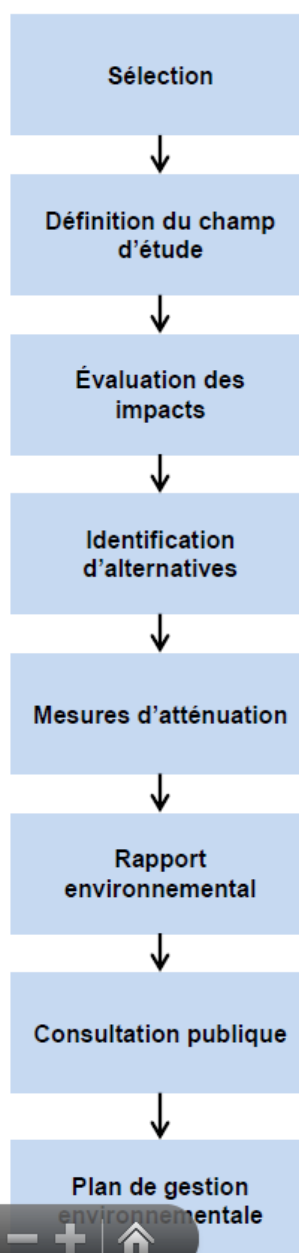 Sélection
Définition du champ
d'étude
Évaluation des
impacts
Identification
d'alternatives
Mesures d'atténuation
Rapport
environnemental
Consultation publique
Plan de gestion
environnementale